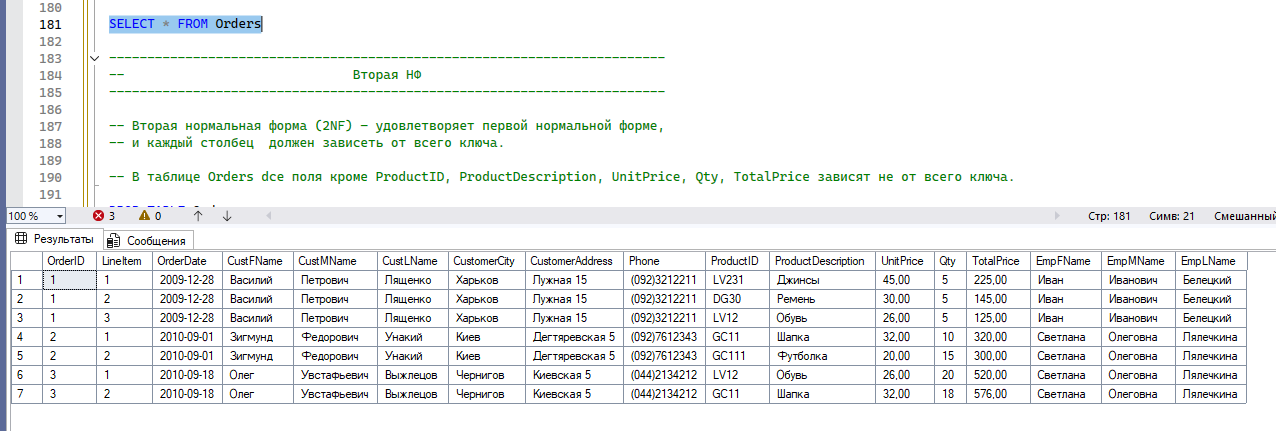 180
181 SELECT * FROM Orders
182
183 ----------------------------------------------------------------------
184 -- Вторая НФ
185 ----------------------------------------------------------------------
186
187 -- Вторая нормальная форма (2NF) – удовлетворяет первой нормальной форме,
188 -- и каждый столбец  должен зависеть от всего ключа.
189
190 -- В таблице Orders dce поля кроме ProductID, ProductDescription, UnitPrice, Qty, TotalPrice зависят не от всего ключа.
191
100 % 3 0 Стр: 181 Симв: 21 Смешанный
Результаты Сообщения
OrderID LineItem OrderDate CustFName CustMName CustLName CustomerCity CustomerAddress Phone ProductID ProductDescription UnitPrice Qty TotalPrice EmpFName EmpMName EmpLName
1 1 1 2009-12-28 Василий Петрович Лященко Харьков Лужная 15 (092)3212211 LV231 Джинсы 45,00 5 225,00 Иван Иванович Белецкий
2 1 2 2009-12-28 Василий Петрович Лященко Харьков Лужная 15 (092)3212211 DG30 Ремень 30,00 5 145,00 Иван Иванович Белецкий
3 1 3 2009-12-28 Василий Петрович Лященко Харьков Лужная 15 (092)3212211 LV12 Обувь 26,00 5 125,00 Иван Иванович Белецкий
4 2 1 2010-09-01 Зигмунд Федорович Унакий Киев Дегтяревская 5 (092)7612343 GC11 Шапка 32,00 10 320,00 Светлана Олеговна Лялечкина
5 2 2 2010-09-01 Зигмунд Федорович Унакий Киев Дегтяревская 5 (092)7612343 GC111 Футболка 20,00 15 300,00 Светлана Олеговна Лялечкина
6 3 1 2010-09-18 Олег Увстафьевич Выжлецов Чернигов Киевская 5 (044)2134212 LV12 Обувь 26,00 20 520,00 Светлана Олеговна Лялечкина
7 3 2 2010-09-18 Олег Увстафьевич Выжлецов Чернигов Киевская 5 (044)2134212 GC11 Шапка 32,00 18 576,00 Светлана Олеговна Лялечкина